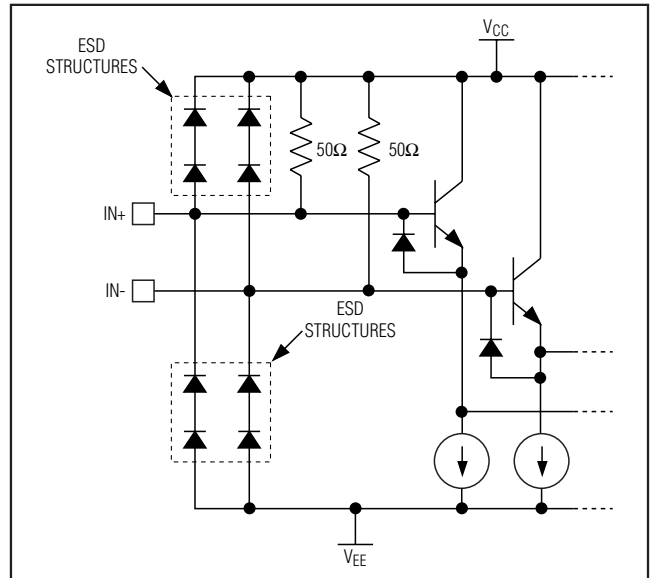 ESD
STRUCTURES
VCC
50Ω
50Ω
IN+
IN-
ESD
STRUCTURES
VEE